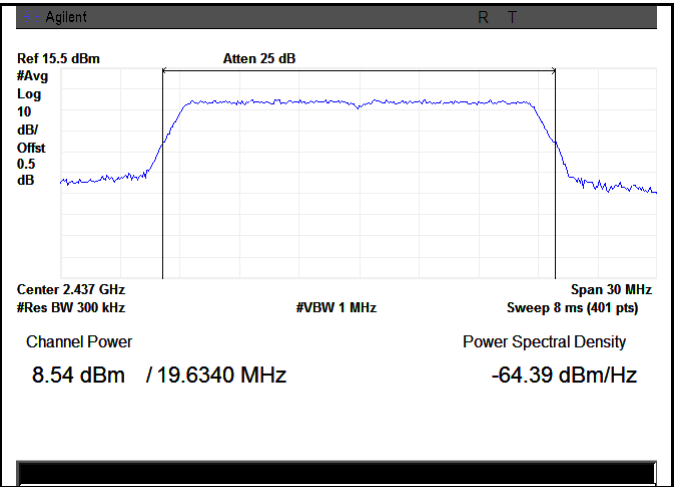 Agilent R T
Ref 15.5 dBm Atten 25 dB
#Avg
Log
10
dB/
Offst
0.5
dB
Center 2.437 GHz Span 30 MHz
#Res BW 300 kHz #VBW 1 MHz Sweep 8 ms (401 pts)
Channel Power Power Spectral Density
8.54 dBm / 19.6340 MHz -64.39 dBm/Hz